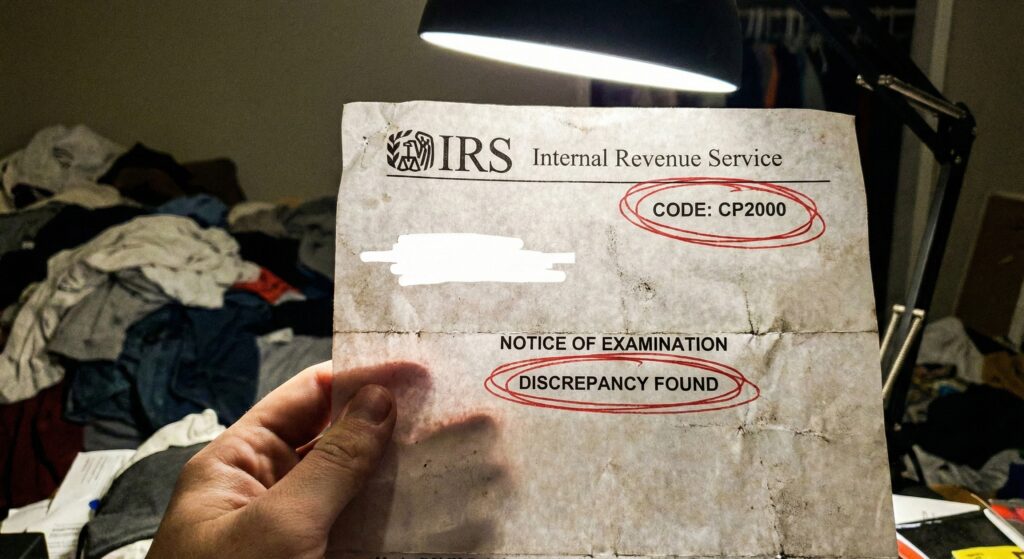 IRS Internal Revenue Service
CODE: CP2000
NOTICE OF EXAMINATION
DISCREPANCY FOUND